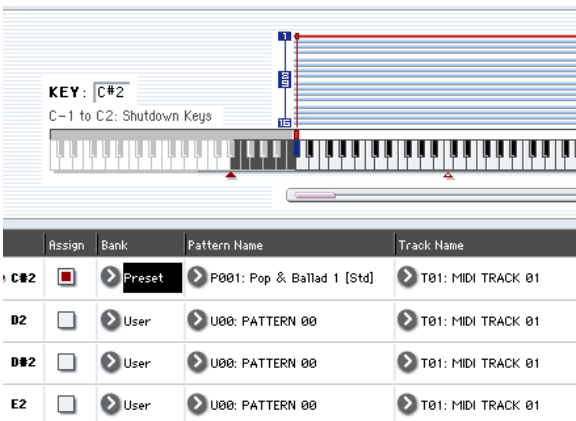 1
KEY: C#2
C-1 to C2: Shutdown Keys
16
Assign Bank Pattern Name Track Name
C#2 Preset P001: Pop & Ballad 1 [Std] T01: MIDI TRACK 01
D2 User U00: PATTERN 00 T01: MIDI TRACK 01
D#2 User U00: PATTERN 00 T01: MIDI TRACK 01
E2 User U00: PATTERN 00 T01: MIDI TRACK 01